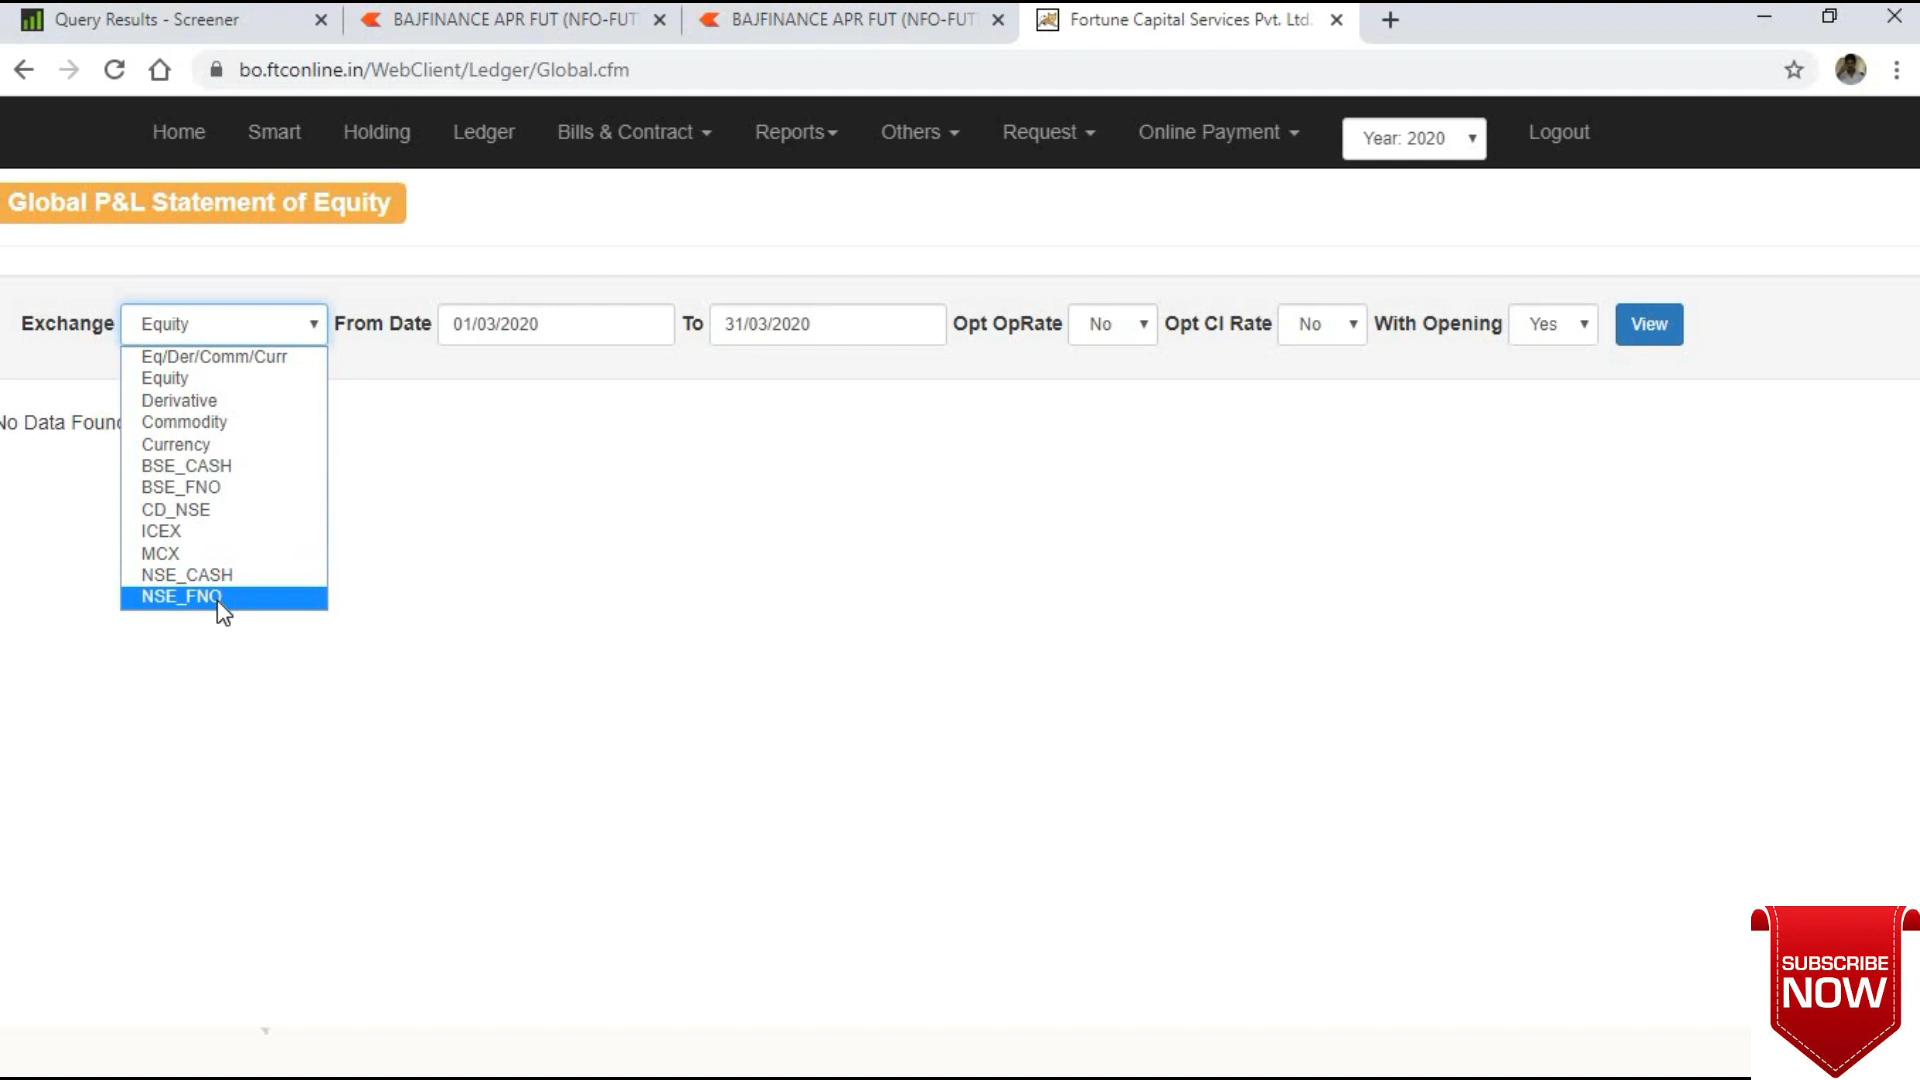 Query Results - Screener
BAJFINANCE APR FUT (NFO-FUT
BAJFINANCE APR FUT (NFO-FUT
Fortune Capital Services Pvt. Ltd.
bo.ftconline.in/WebClient/Ledger/Global.cfm
Home Smart Holding Ledger Bills & Contract Reports Others Request Online Payment Year: 2020 Logout
Global P&L Statement of Equity
Exchange Equity From Date 01/03/2020 To 31/03/2020 Opt OpRate No Opt Cl Rate No With Opening Yes View
Eq/Der/Comm/Curr
Equity
Derivative
No Data Found
Commodity
Currency
BSE_CASH
BSE_FNO
CD_NSE
ICEX
MCX
NSE_CASH
NSE_FNO
SUBSCRIBE
NOW